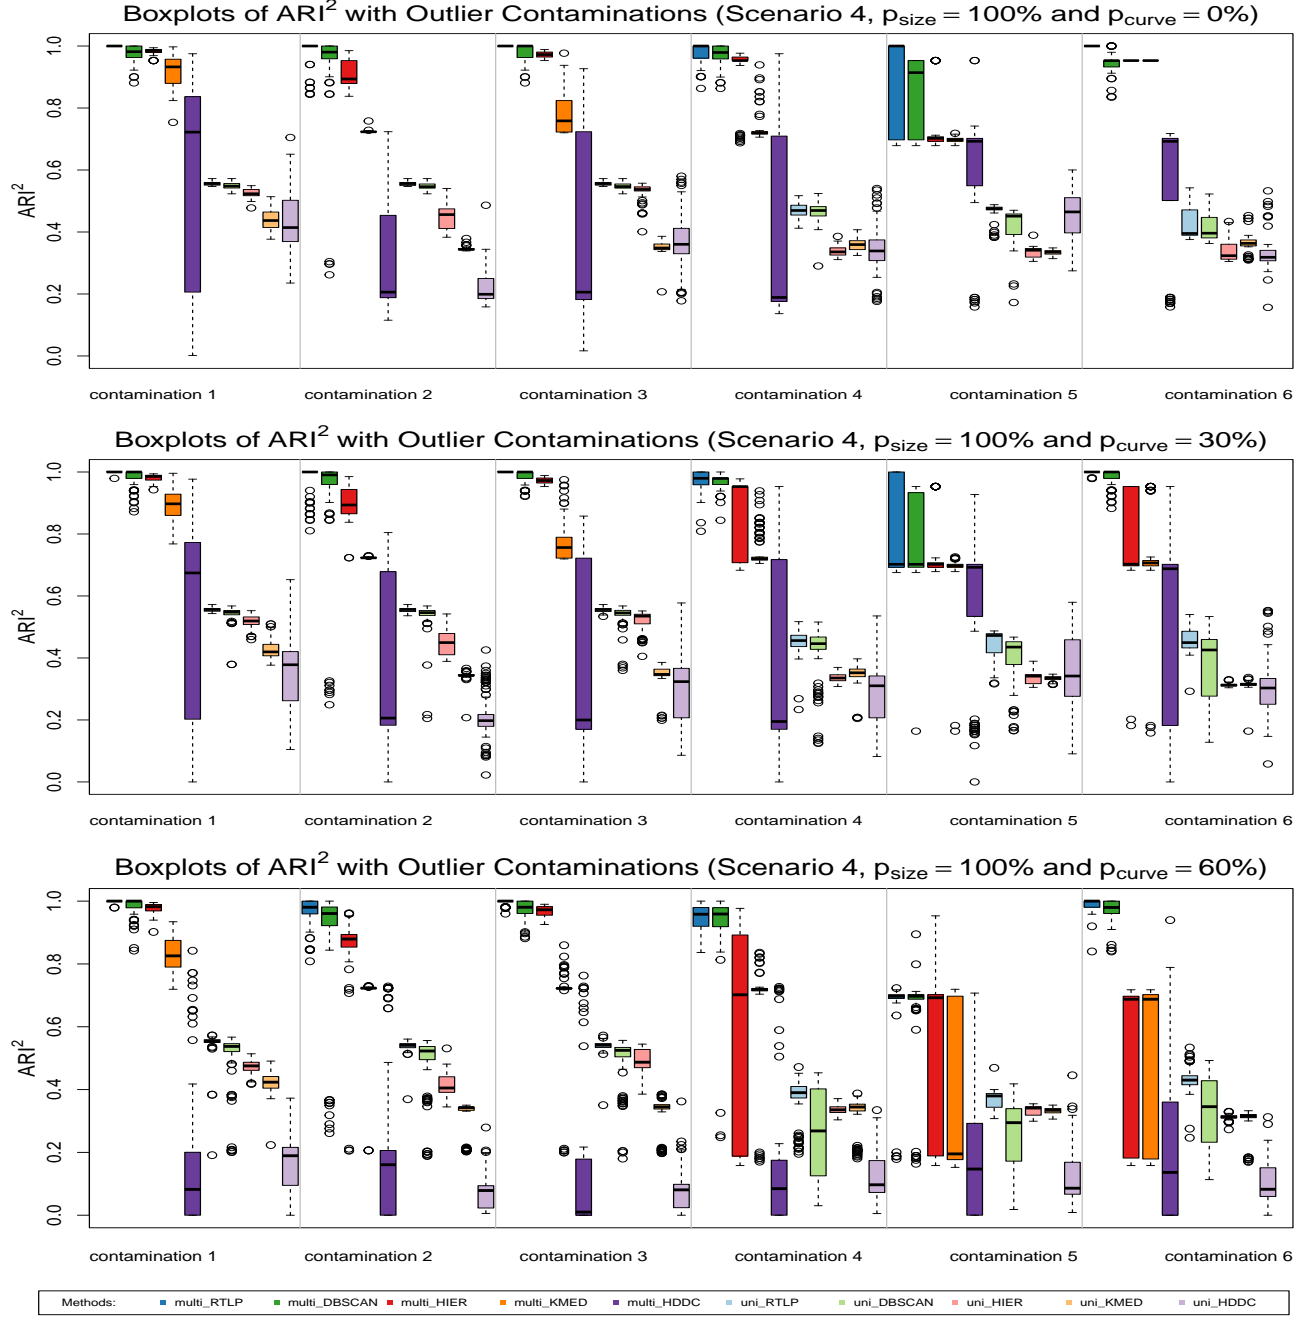 Boxplots of ARI² with Outlier Contaminations (Scenario 4, p_size = 100% and p_curve = 0%)
ARI²
1.0
0.8
0.6
0.4
0.2
0.0
contamination 1 contamination 2 contamination 3 contamination 4 contamination 5 contamination 6
Boxplots of ARI² with Outlier Contaminations (Scenario 4, p_size = 100% and p_curve = 30%)
ARI²
1.0
0.8
0.6
0.4
0.2
0.0
contamination 1 contamination 2 contamination 3 contamination 4 contamination 5 contamination 6
Boxplots of ARI² with Outlier Contaminations (Scenario 4, p_size = 100% and p_curve = 60%)
ARI²
1.0
0.8
0.6
0.4
0.2
0.0
contamination 1 contamination 2 contamination 3 contamination 4 contamination 5 contamination 6
Methods: multi_RTLP multi_DBSCAN multi_HIER multi_KMED multi_HDDC uni_RTLP uni_DBSCAN uni_HIER uni_KMED uni_HDDC